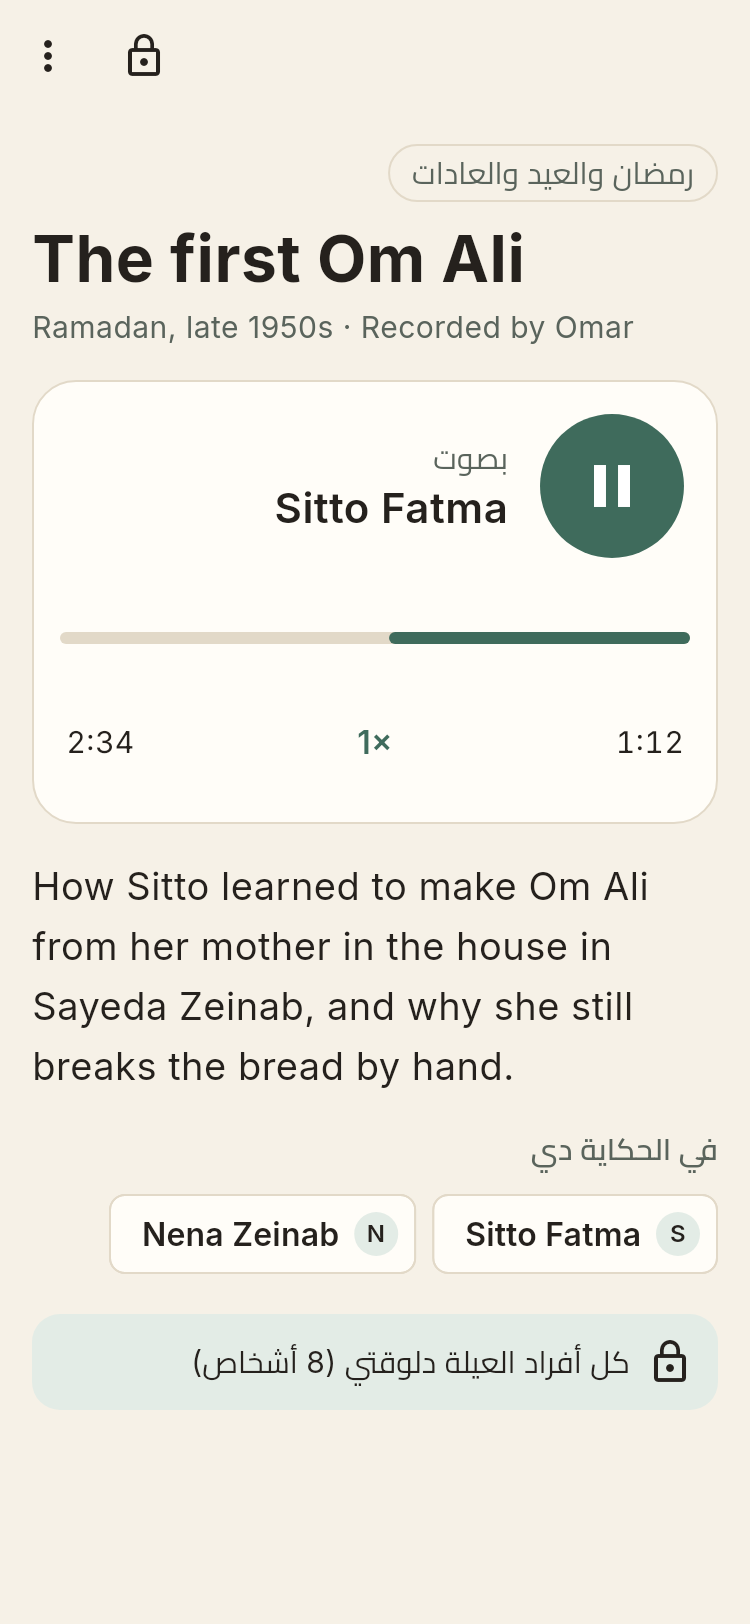 رمضان والعيد والعادات
The first Om Ali
Ramadan, late 1950s · Recorded by Omar
بصوت
Sitto Fatma
1:12
1×
2:34
How Sitto learned to make Om Ali
from her mother in the house in
Sayeda Zeinab, and why she still
breaks the bread by hand.
في الحكاية دي
S Sitto Fatma
N Nena Zeinab
كل أفراد العيلة دلوقتي (8 أشخاص)